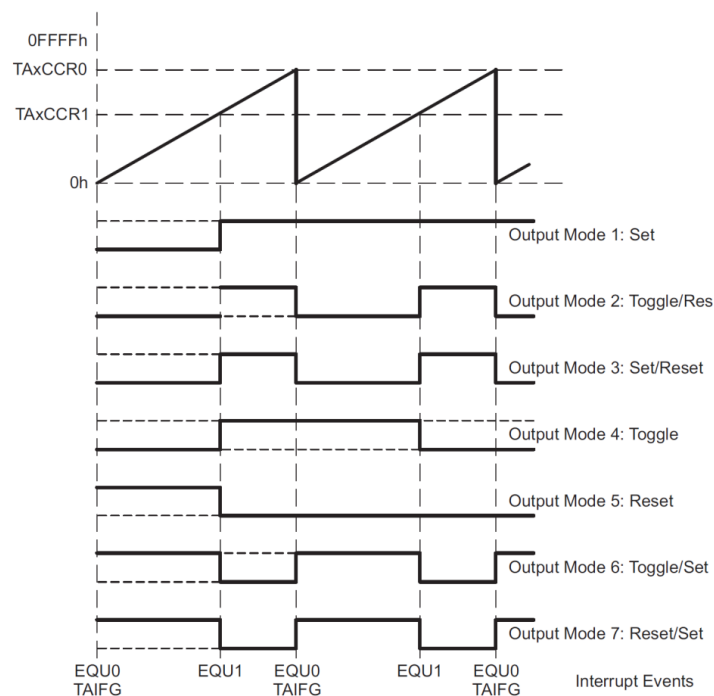 0FFFFh
TAxCCR0
TAxCCR1
0h
Output Mode 1: Set
Output Mode 2: Toggle/Res
Output Mode 3: Set/Reset
Output Mode 4: Toggle
Output Mode 5: Reset
Output Mode 6: Toggle/Set
Output Mode 7: Reset/Set
EQU0 EQU1 EQU0 EQU1 EQU0
TAIFG TAIFG TAIFG
Interrupt Events